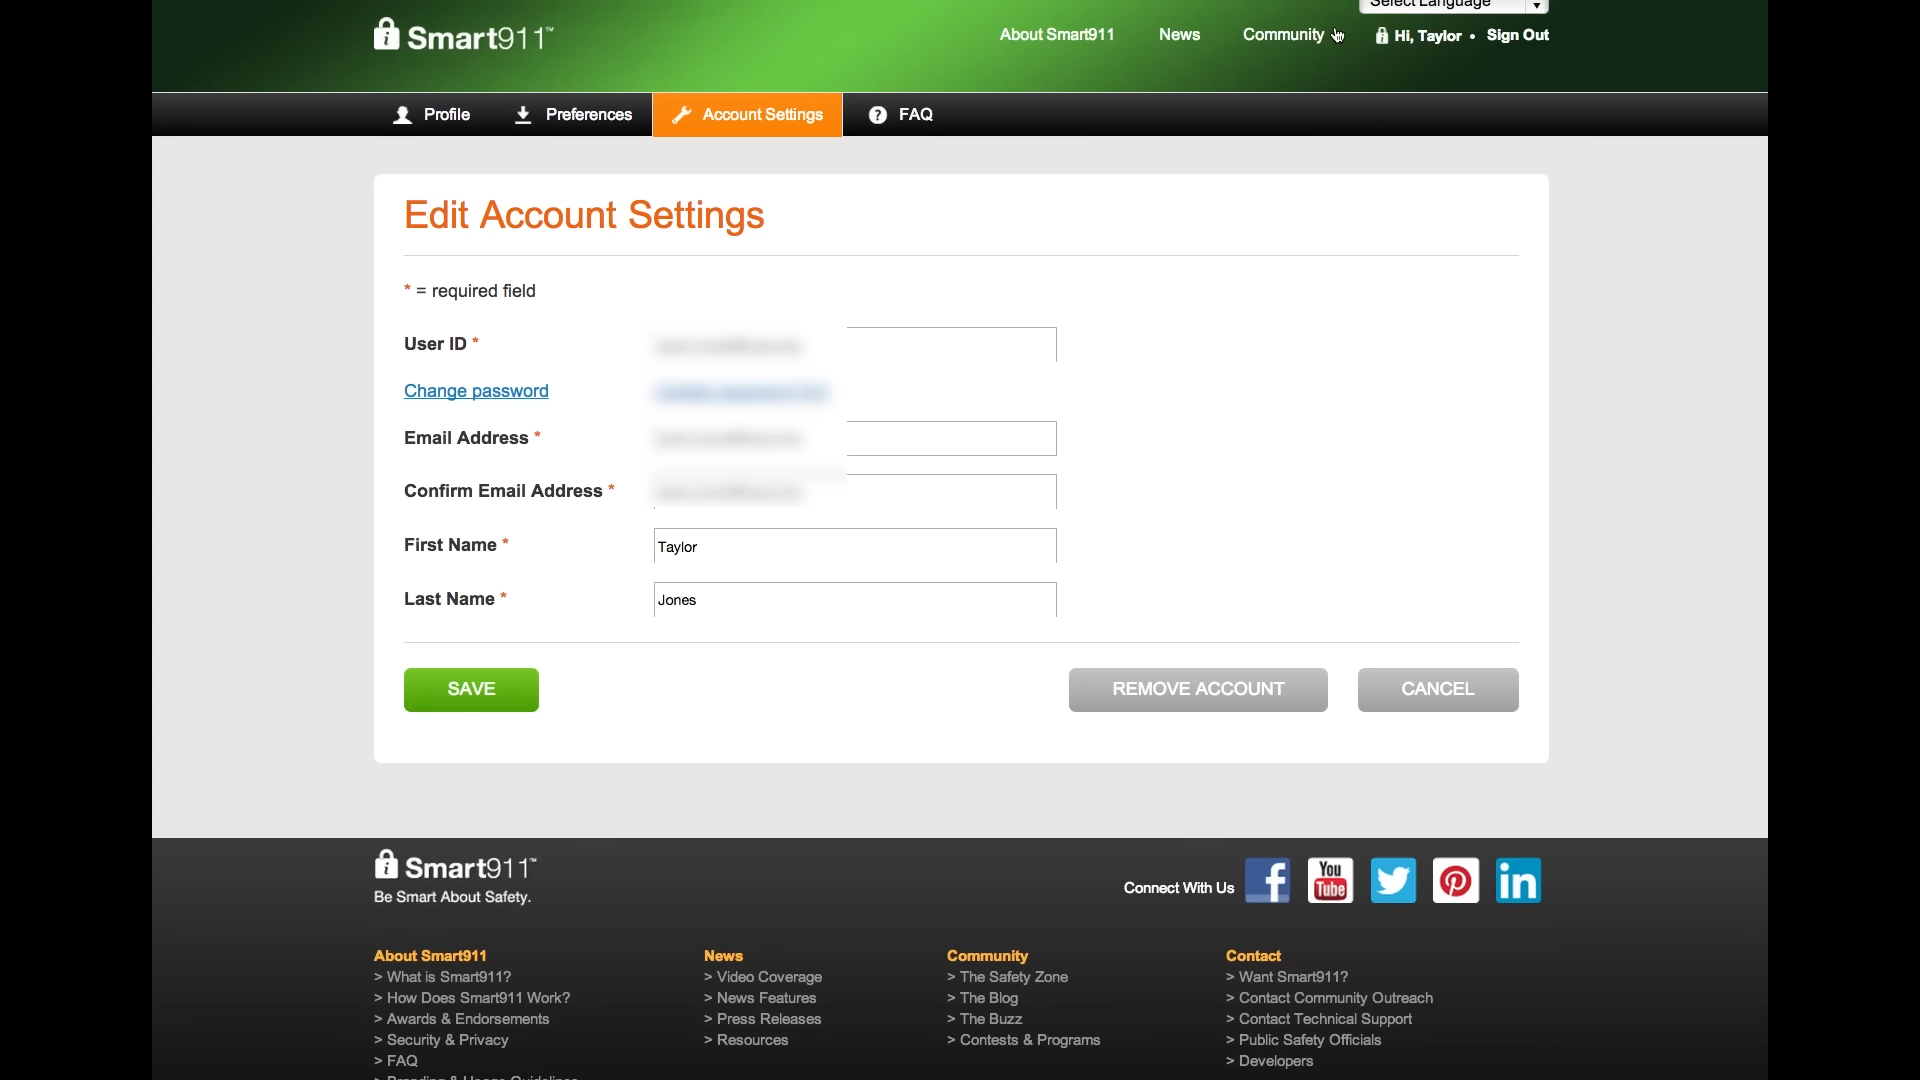 Select Language
Smart911™
About Smart911
News
Community
Hi, Taylor • Sign Out
Profile
Preferences
Account Settings
FAQ
Edit Account Settings
* = required field
User ID *
Change password
Email Address *
Confirm Email Address *
First Name *
Taylor
Last Name *
Jones
SAVE
REMOVE ACCOUNT
CANCEL
Smart911™
Be Smart About Safety.
Connect With Us
You
Tube
in
About Smart911
> What is Smart911?
> How Does Smart911 Work?
> Awards & Endorsements
> Security & Privacy
> FAQ
News
> Video Coverage
> News Features
> Press Releases
> Resources
Community
> The Safety Zone
> The Blog
> The Buzz
> Contests & Programs
Contact
> Want Smart911?
> Contact Community Outreach
> Contact Technical Support
> Public Safety Officials
> Developers